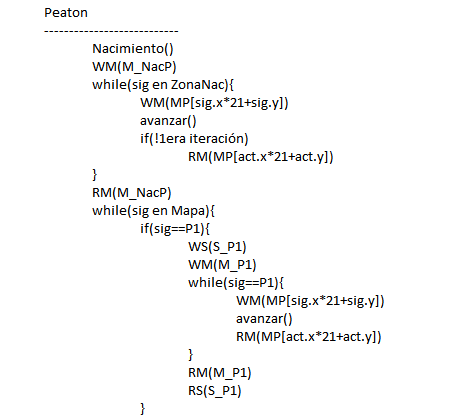 Peaton
---------------------------
Nacimiento()
WM(M_NacP)
while(sig en ZonaNac){
WM(MP[sig.x*21+sig.y])
avanzar()
if(!1era iteración)
RM(MP[act.x*21+act.y])
}
RM(M_NacP)
while(sig en Mapa){
if(sig==P1){
WS(S_P1)
WM(M_P1)
while(sig==P1){
WM(MP[sig.x*21+sig.y])
avanzar()
RM(MP[act.x*21+act.y])
}
RM(M_P1)
RS(S_P1)
}